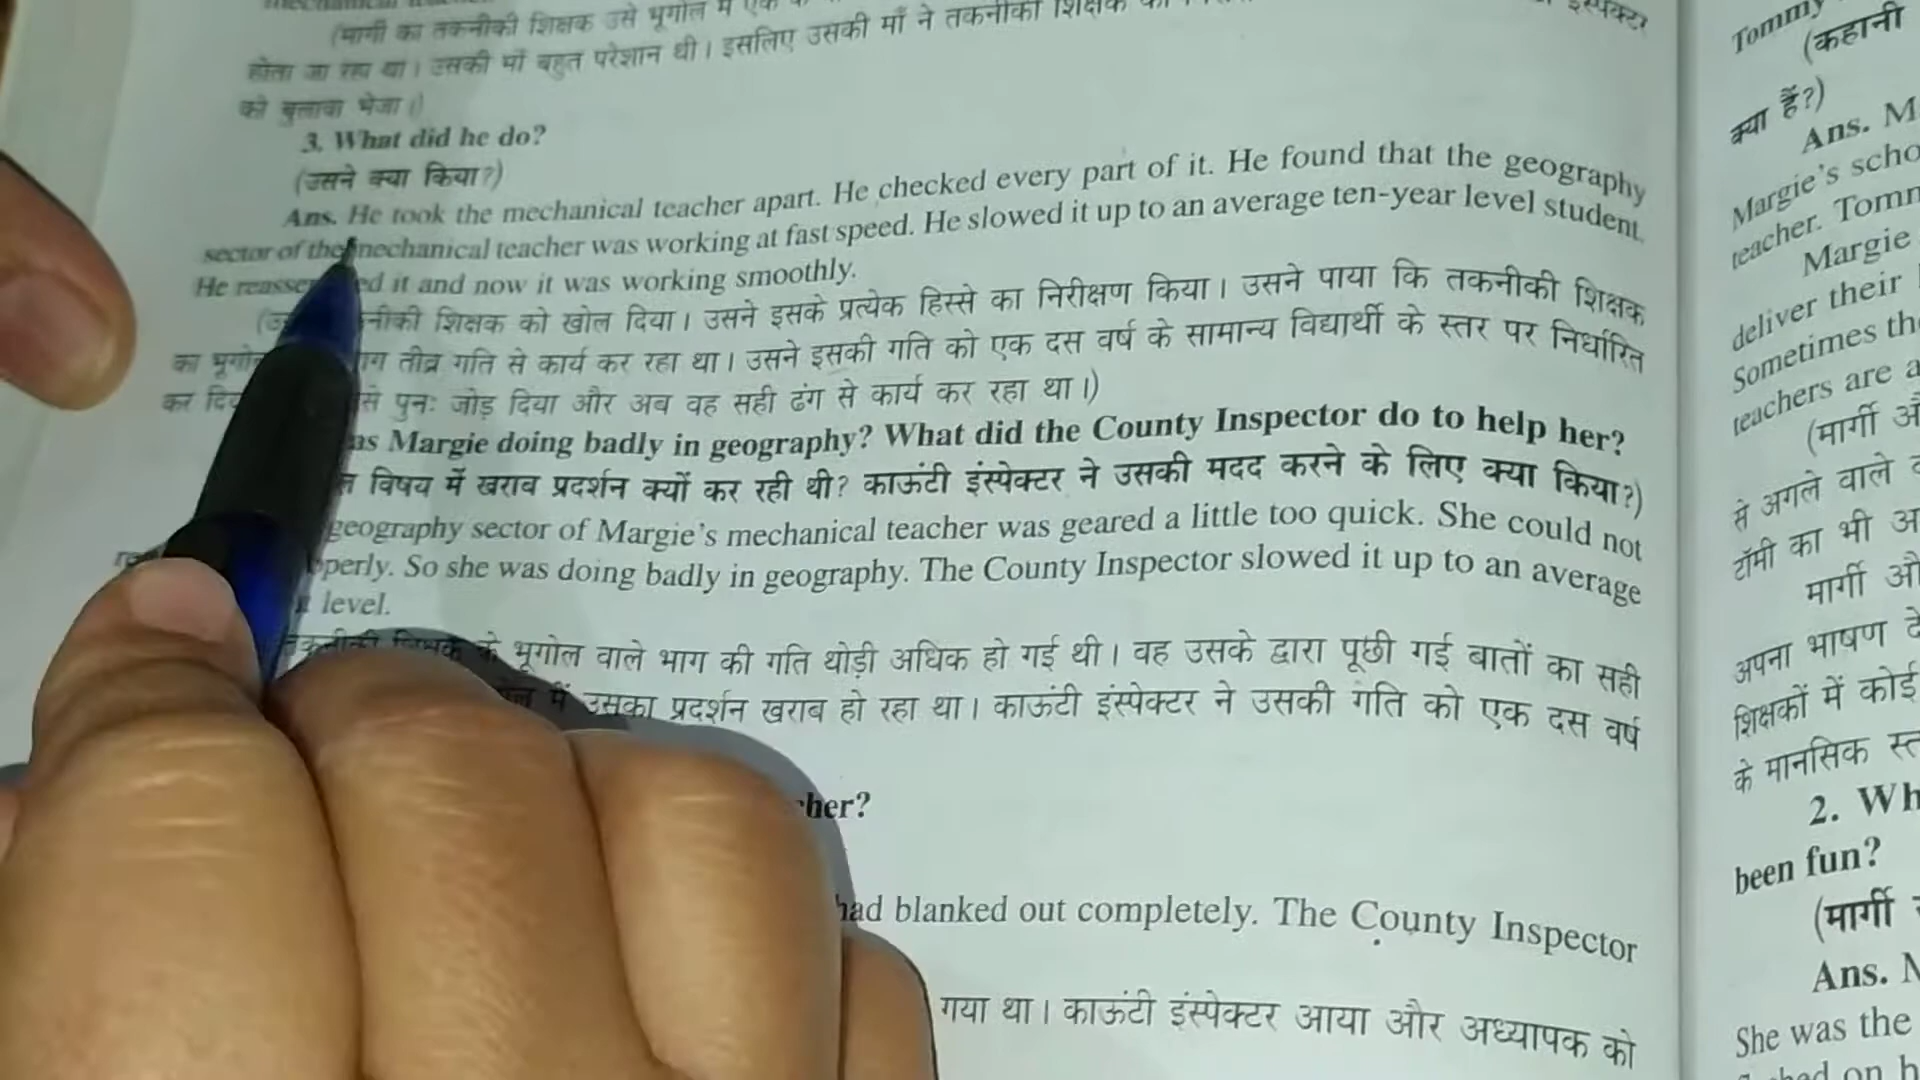 (मार्गी का तकनीकी शिक्षक उसे भूगोल में एक के
इंस्पेक्टर
होता जा रहा था। उसकी माँ बहुत परेशान थी। इसलिए उसकी माँ ने तकनीकी शिक्षक
को बुलावा भेजा।)
3. What did he do?
(उसने क्या किया?)
Ans. He took the mechanical teacher apart. He checked every part of it. He found that the geography
sector of the mechanical teacher was working at fast speed. He slowed it up to an average ten-year level student.
He it and now it was working smoothly.
शिक्षक को खोल दिया। उसने इसके प्रत्येक हिस्से का निरीक्षण किया। उसने पाया कि तकनीकी शिक्षक
का तीव्र गति से कार्य कर रहा था। उसने इसकी गति को एक दस वर्ष के सामान्य विद्यार्थी के स्तर पर निर्धारित
कर पुनः जोड़ दिया और अब वह सही ढंग से कार्य कर रहा था।)
as Margie doing badly in geography? What did the County Inspector do to help her?
विषय में खराब प्रदर्शन क्यों कर रही थी? काऊंटी इंस्पेक्टर ने उसकी मदद करने के लिए क्या किया?)
geography sector of Margie's mechanical teacher was geared a little too quick. She could not
perly. So she was doing badly in geography. The County Inspector slowed it up to an average
level.
तकनीकी शिक्षक के भूगोल वाले भाग की गति थोड़ी अधिक हो गई थी। वह उसके द्वारा पूछी गई बातों का सही
में उसका प्रदर्शन खराब हो रहा था। काऊंटी इंस्पेक्टर ने उसकी गति को एक दस वर्ष
her?
had blanked out completely. The County Inspector
गया था। काऊंटी इंस्पेक्टर आया और अध्यापक को
Tommy
(कहानी
क्या हैं?)
Ans. M
Margie's scho
teacher. Tomm
Margie
deliver their
Sometimes th
teachers are a
(मार्गी औ
से अगले वाले
टॉमी का भी अ
मार्गी औ
अपना भाषण दे
शिक्षकों में कोई
के मानसिक स्त
2. Wh
been fun?
(मार्गी
Ans. M
She was the